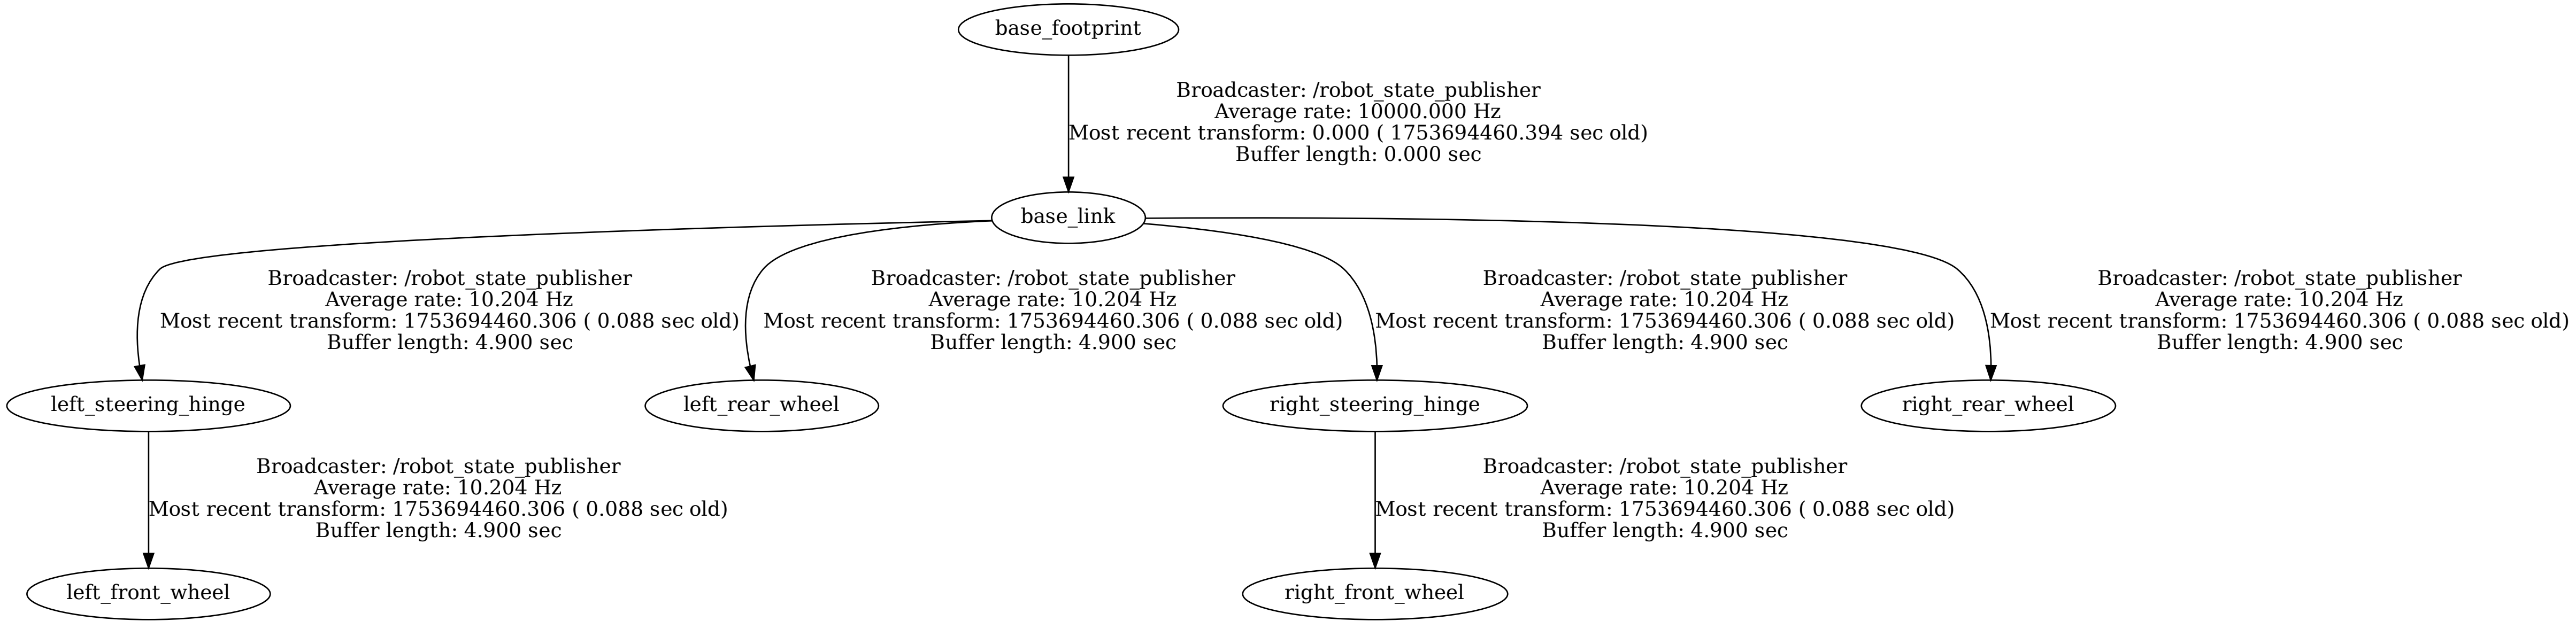 base_footprint
Broadcaster: /robot_state_publisher
Average rate: 10000.000 Hz
Most recent transform: 0.000 ( 1753694460.394 sec old)
Buffer length: 0.000 sec
base_link
Broadcaster: /robot_state_publisher
Average rate: 10.204 Hz
Most recent transform: 1753694460.306 ( 0.088 sec old)
Buffer length: 4.900 sec
Broadcaster: /robot_state_publisher
Average rate: 10.204 Hz
Most recent transform: 1753694460.306 ( 0.088 sec old)
Buffer length: 4.900 sec
Broadcaster: /robot_state_publisher
Average rate: 10.204 Hz
Most recent transform: 1753694460.306 ( 0.088 sec old)
Buffer length: 4.900 sec
Broadcaster: /robot_state_publisher
Average rate: 10.204 Hz
Most recent transform: 1753694460.306 ( 0.088 sec old)
Buffer length: 4.900 sec
left_steering_hinge
left_rear_wheel
right_steering_hinge
right_rear_wheel
Broadcaster: /robot_state_publisher
Average rate: 10.204 Hz
Most recent transform: 1753694460.306 ( 0.088 sec old)
Buffer length: 4.900 sec
Broadcaster: /robot_state_publisher
Average rate: 10.204 Hz
Most recent transform: 1753694460.306 ( 0.088 sec old)
Buffer length: 4.900 sec
left_front_wheel
right_front_wheel